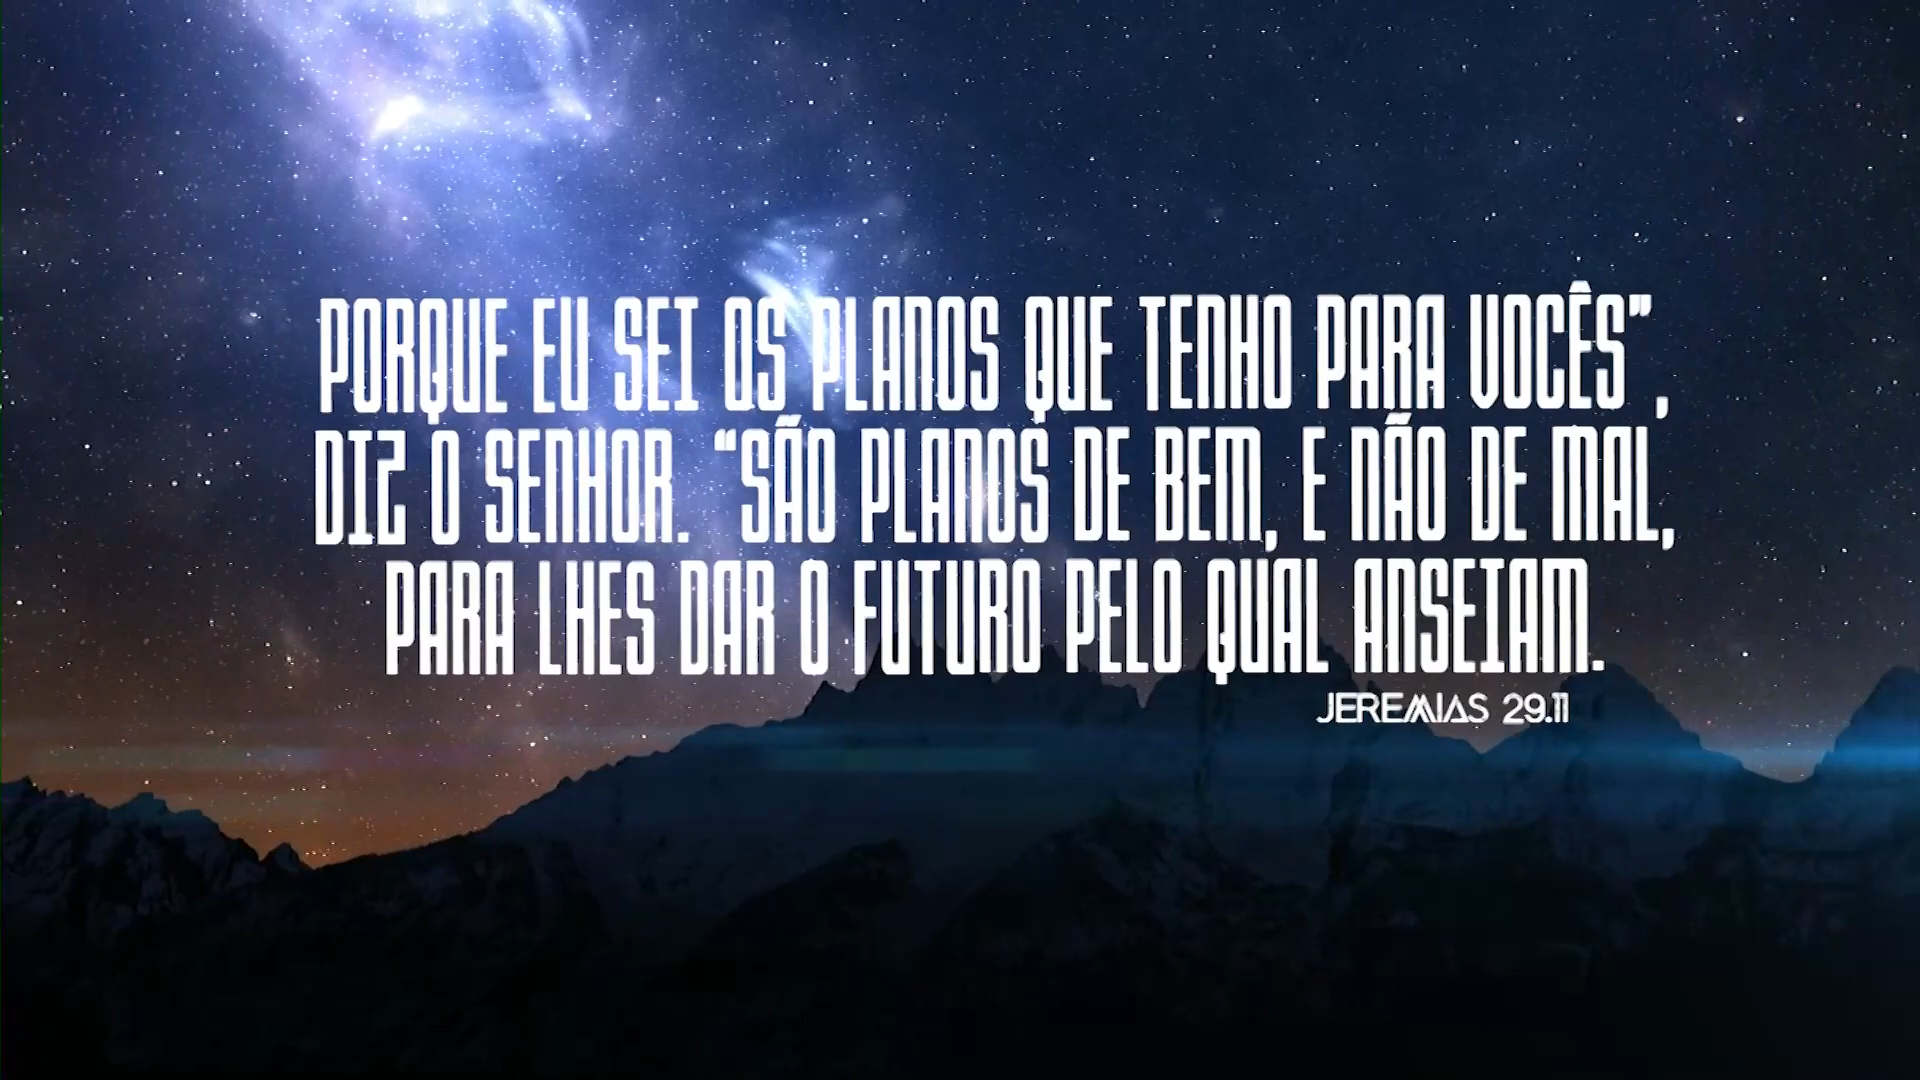 PORQUE EU SEI OS PLANOS QUE TENHO PARA VOCÊS” ,
DIZ O SENHOR. “SÃO PLANOS DE BEM, E NÃO DE MAL,
PARA LHES DAR O FUTURO PELO QUAL ANSEIAM.
JEREMIAS 29.11